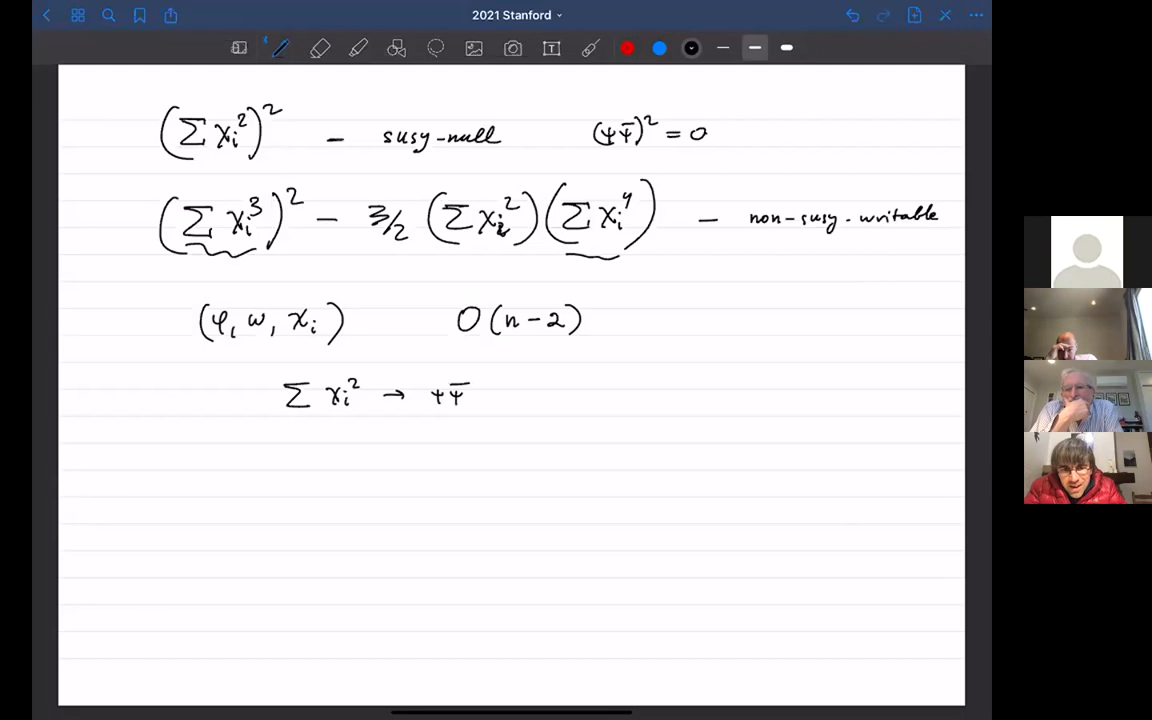 2021 Stanford
(Σ χᵢ²)² – susy-null (ψψ̄)² = 0
(Σ χᵢ³)² – 3/2 (Σ χᵢ²)(Σ χᵢ⁴) – non-susy-writable
(φ, ω, χᵢ) O(n-2)
Σ χᵢ² → ψψ̄